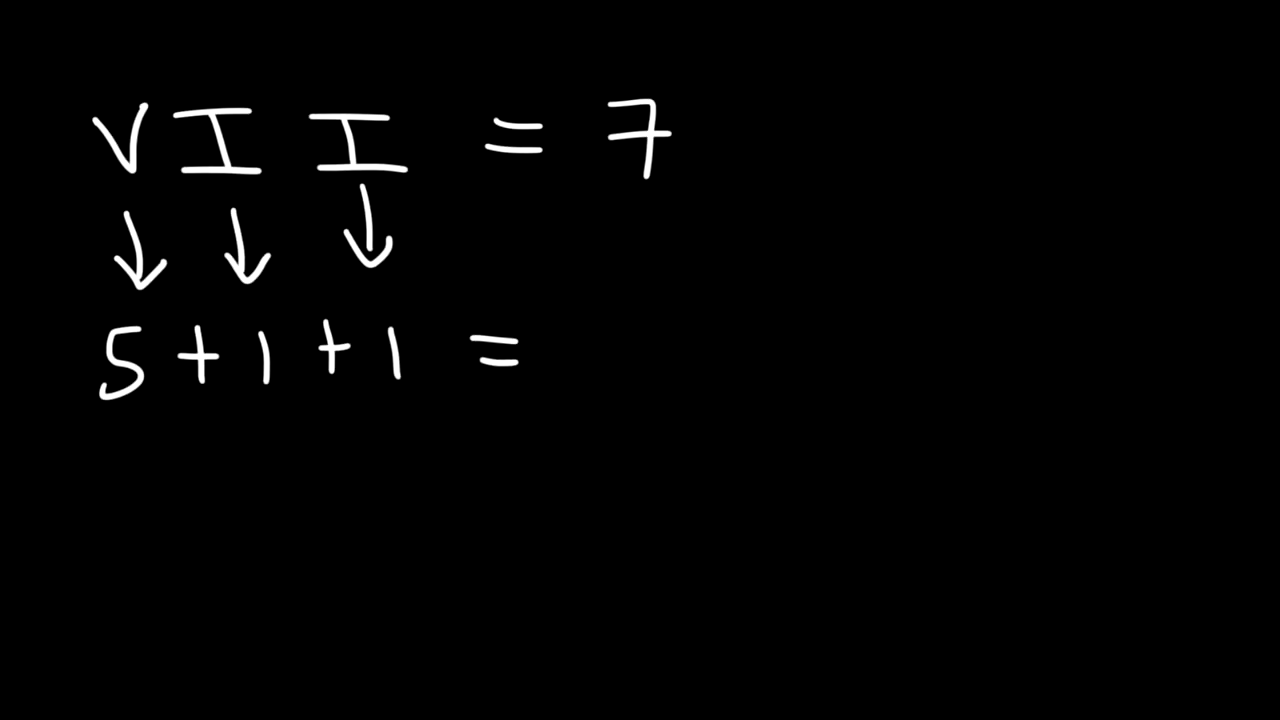 VII = 7
↓ ↓ ↓
5 + 1 + 1 =